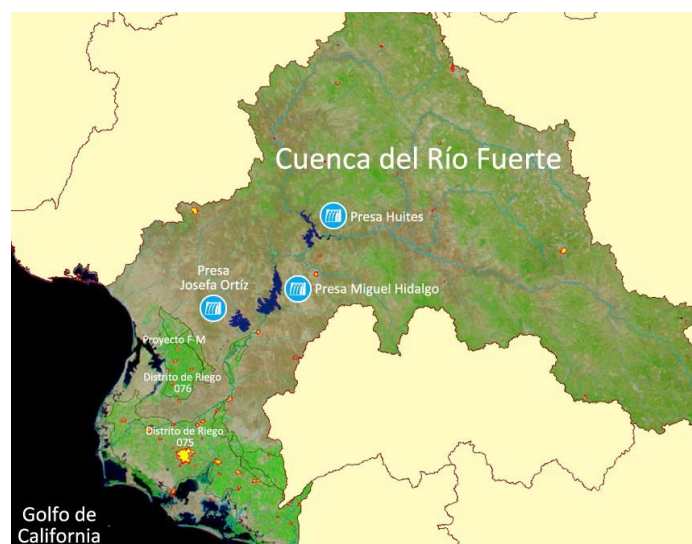 Cuenca del Río Fuerte
Presa Huites
Presa
Josefa Ortíz
Presa Miguel Hidalgo
Proyecto F-M
Distrito de Riego
076
Distrito de Riego
075
Golfo de
California